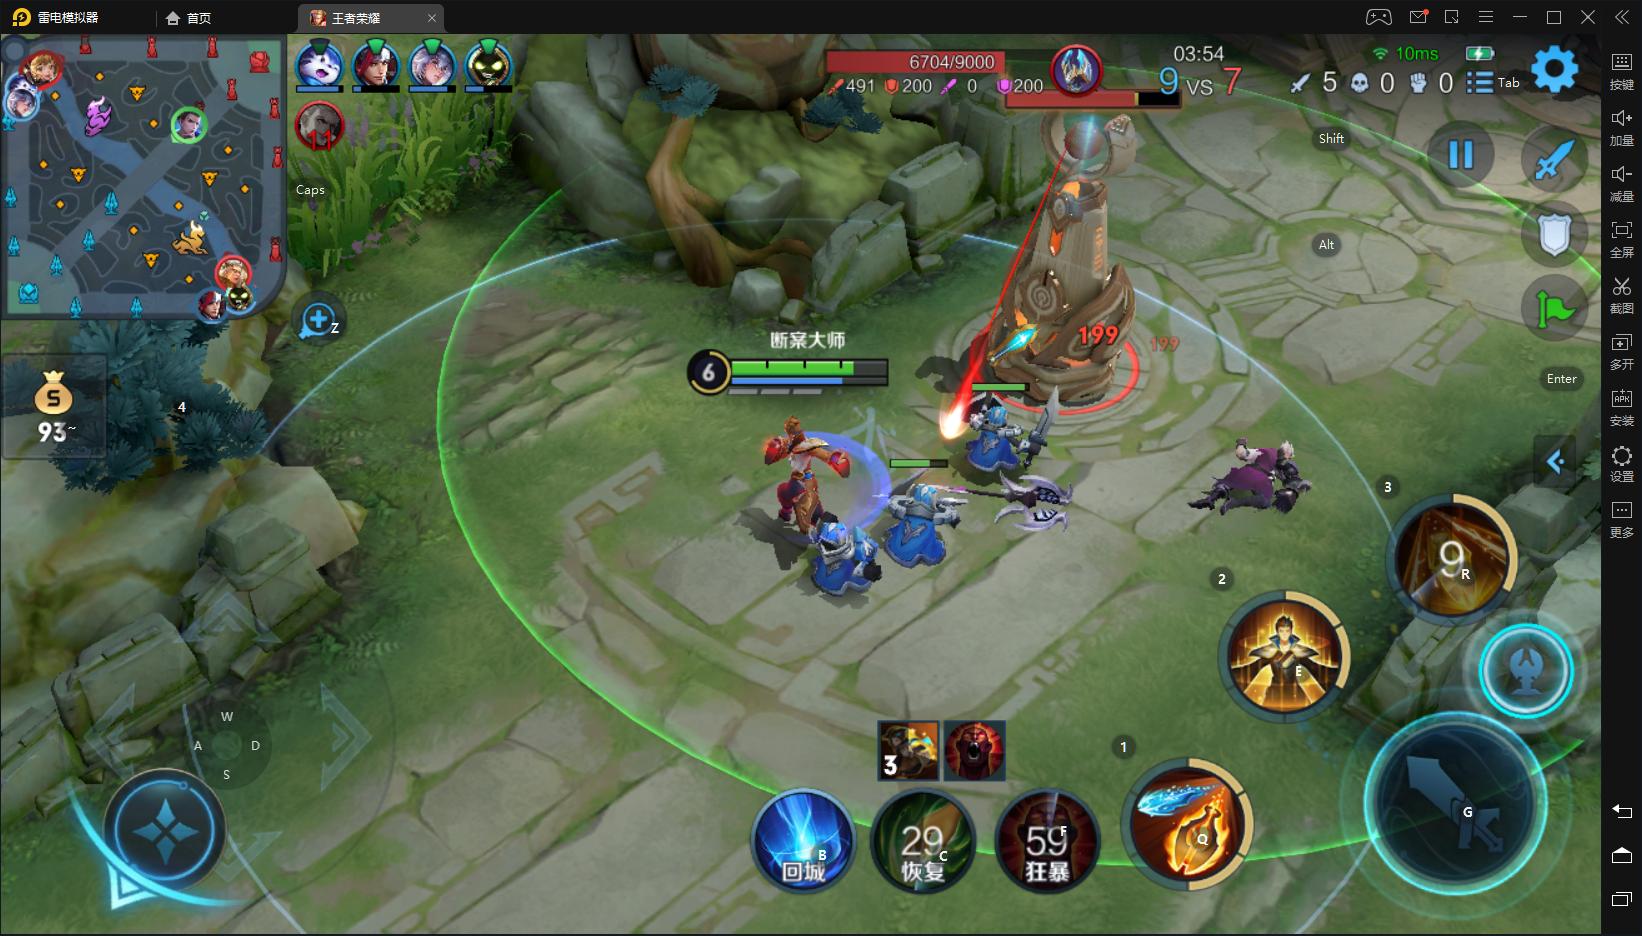 雷电模拟器
首页
王者荣耀
6704/9000
491
200
0
200
03:54
9 VS 7
10ms
5
0
0
Tab
按键
加量
减量
全屏
截图
多开
安装
设置
更多
11
Caps
Shift
Alt
Enter
Z
93~
4
断案大师
6
199
199
3
9
R
2
E
W
A
D
S
3
1
B
回城
29
C
恢复
59
F
狂暴
Q
G